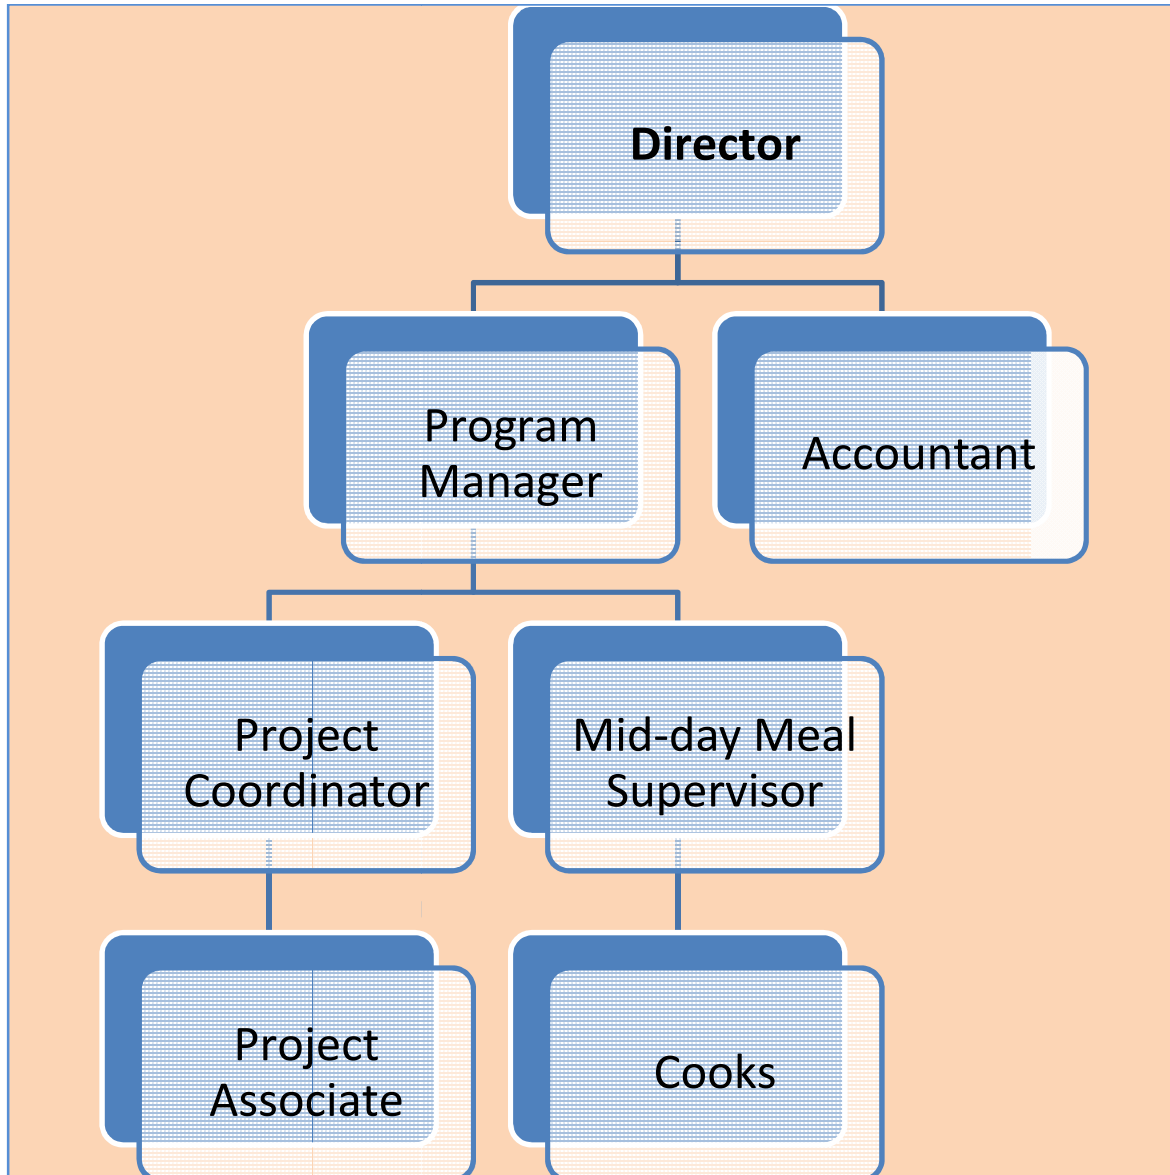 Director
Program
Manager
Accountant
Project
Coordinator
Mid-day Meal
Supervisor
Project
Associate
Cooks